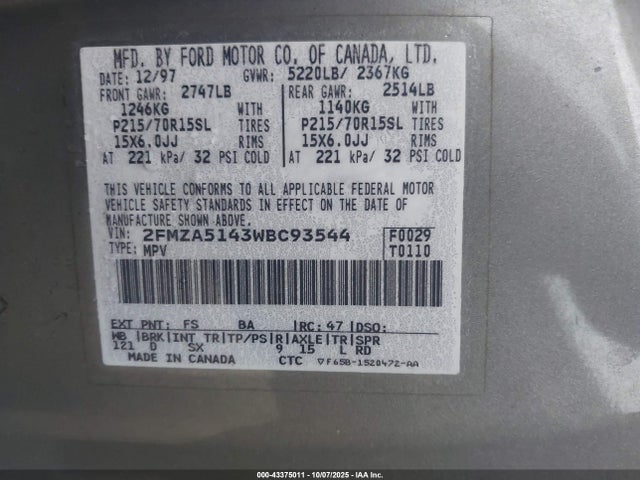 MFD. BY FORD MOTOR CO. OF CANADA, LTD.
DATE: 12/97 GVWR: 5220LB/ 2367KG
FRONT GAWR: 2747LB REAR GAWR: 2514LB
1246KG WITH 1140KG WITH
P215/70R15SL TIRES P215/70R15SL TIRES
15X6.0JJ RIMS 15X6.0JJ RIMS
AT 221 kPa/ 32 PSI COLD AT 221 kPa/ 32 PSI COLD
THIS VEHICLE CONFORMS TO ALL APPLICABLE FEDERAL MOTOR
VEHICLE SAFETY STANDARDS IN EFFECT ON THE DATE OF
MANUFACTURE SHOWN ABOVE.
VIN: 2FMZA5143WBC93544 F0029
TYPE: MPV T0110
EXT PNT: FS BA RC: 47 DSO:
WB BRK INT TR TP/PS R AXLE TR SPR
121 D SX 9 15 L RD
MADE IN CANADA CTC ▽F65B-1520472-AA
000-43375011 - 10/07/2025 - IAA Inc.